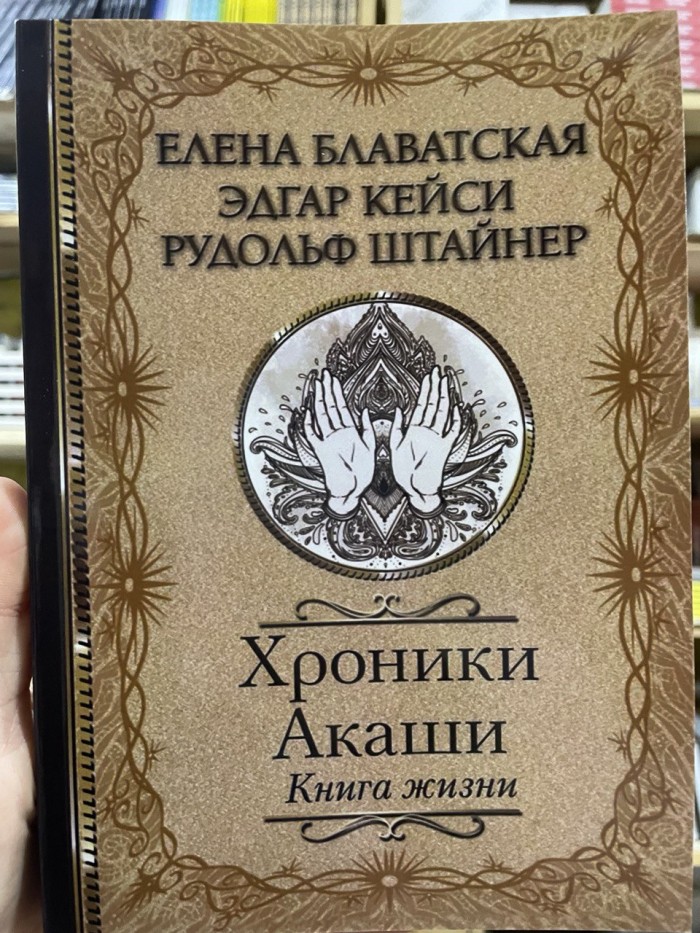 ЕЛЕНА БЛАВАТСКАЯ
ЭДГАР КЕЙСИ
РУДОЛЬФ ШТАЙНЕР
Хроники
Акаши
Книга жизни